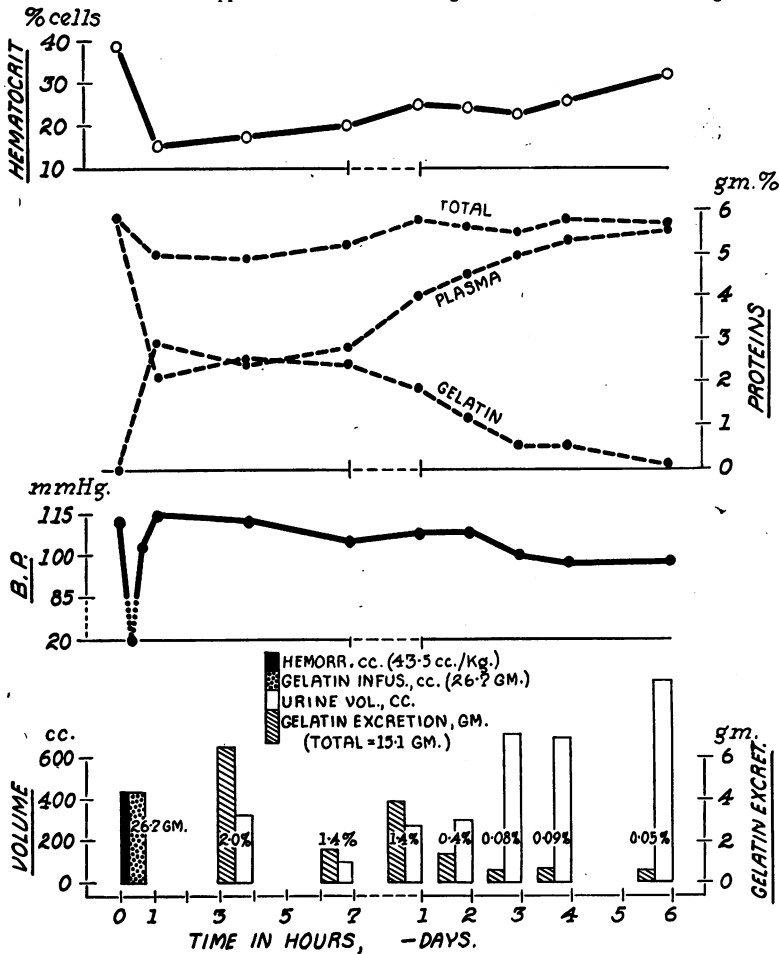 % cells
HEMATOCRIT
40
30
20
10
gm.%
6
5
4
3
2
1
0
PROTEINS
TOTAL
PLASMA
GELATIN
mmHg.
B.P.
115
100
85
20
HEMORR. CC. (43.5 CC./Kg.)
GELATIN INFUS., CC. (26.7 GM.)
URINE VOL., CC.
GELATIN EXCRETION, GM.
(TOTAL = 15.1 GM.)
cc.
VOLUME
600
400
200
0
gm.
6
4
2
0
GELATIN EXCRET.
26.7 GM.
2.0%
1.4%
1.4%
0.4%
0.08%
0.09%
0.05%
0 1 3 5 7 1 2 3 4 5 6
TIME IN HOURS, -DAYS.